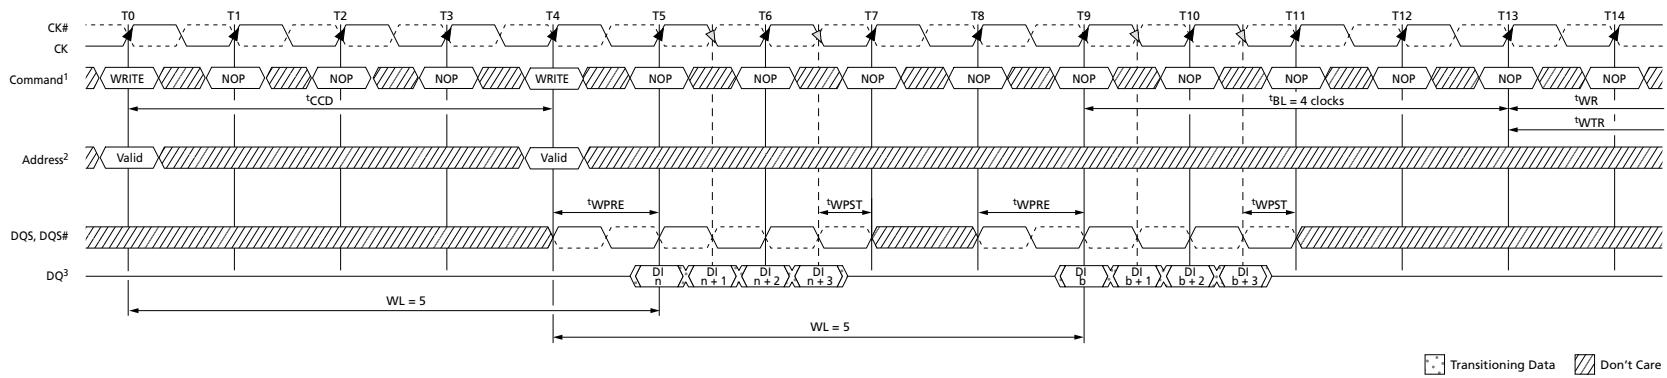 T0 T1 T2 T3 T4 T5 T6 T7 T8 T9 T10 T11 T12 T13 T14
CK#
CK
Command1 WRITE NOP NOP NOP WRITE NOP NOP NOP NOP NOP NOP NOP NOP NOP NOP
tCCD tBL = 4 clocks tWR
tWTR
Address2 Valid Valid
tWPRE tWPST tWPRE tWPST
DQS, DQS#
DQ3 DI n DI n + 1 DI n + 2 DI n + 3 DI b DI b + 1 DI b + 2 DI b + 3
WL = 5
WL = 5
Transitioning Data Don't Care